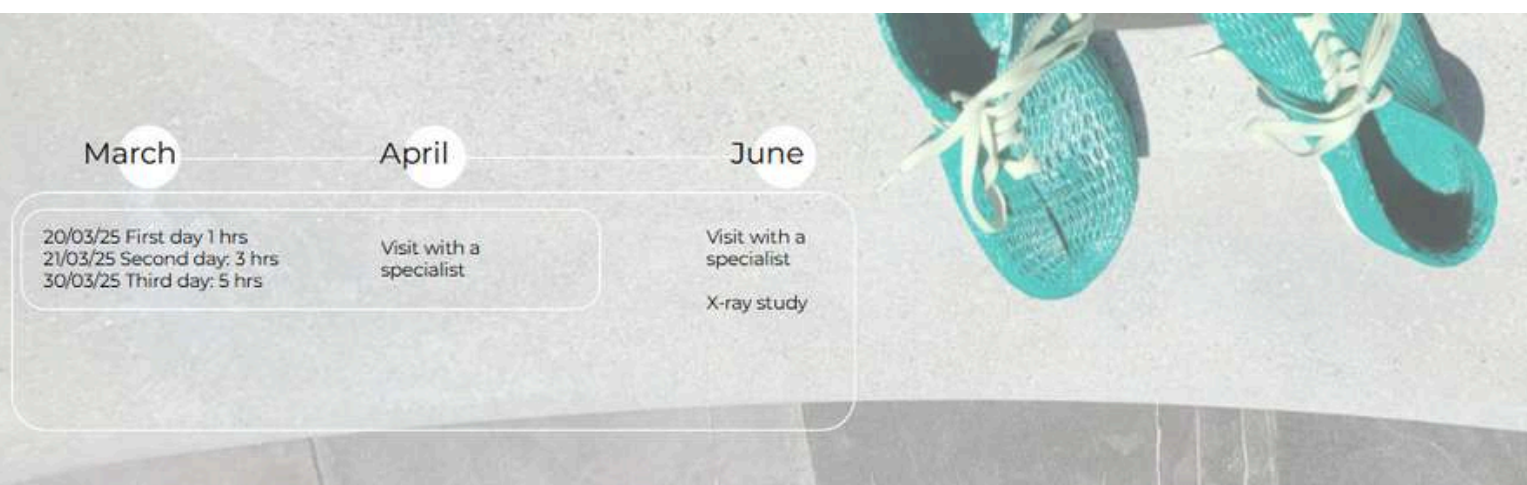 March
April
June
20/03/25 First day 1 hrs
21/03/25 Second day: 3 hrs
30/03/25 Third day: 5 hrs
Visit with a
specialist
Visit with a
specialist
X-ray study